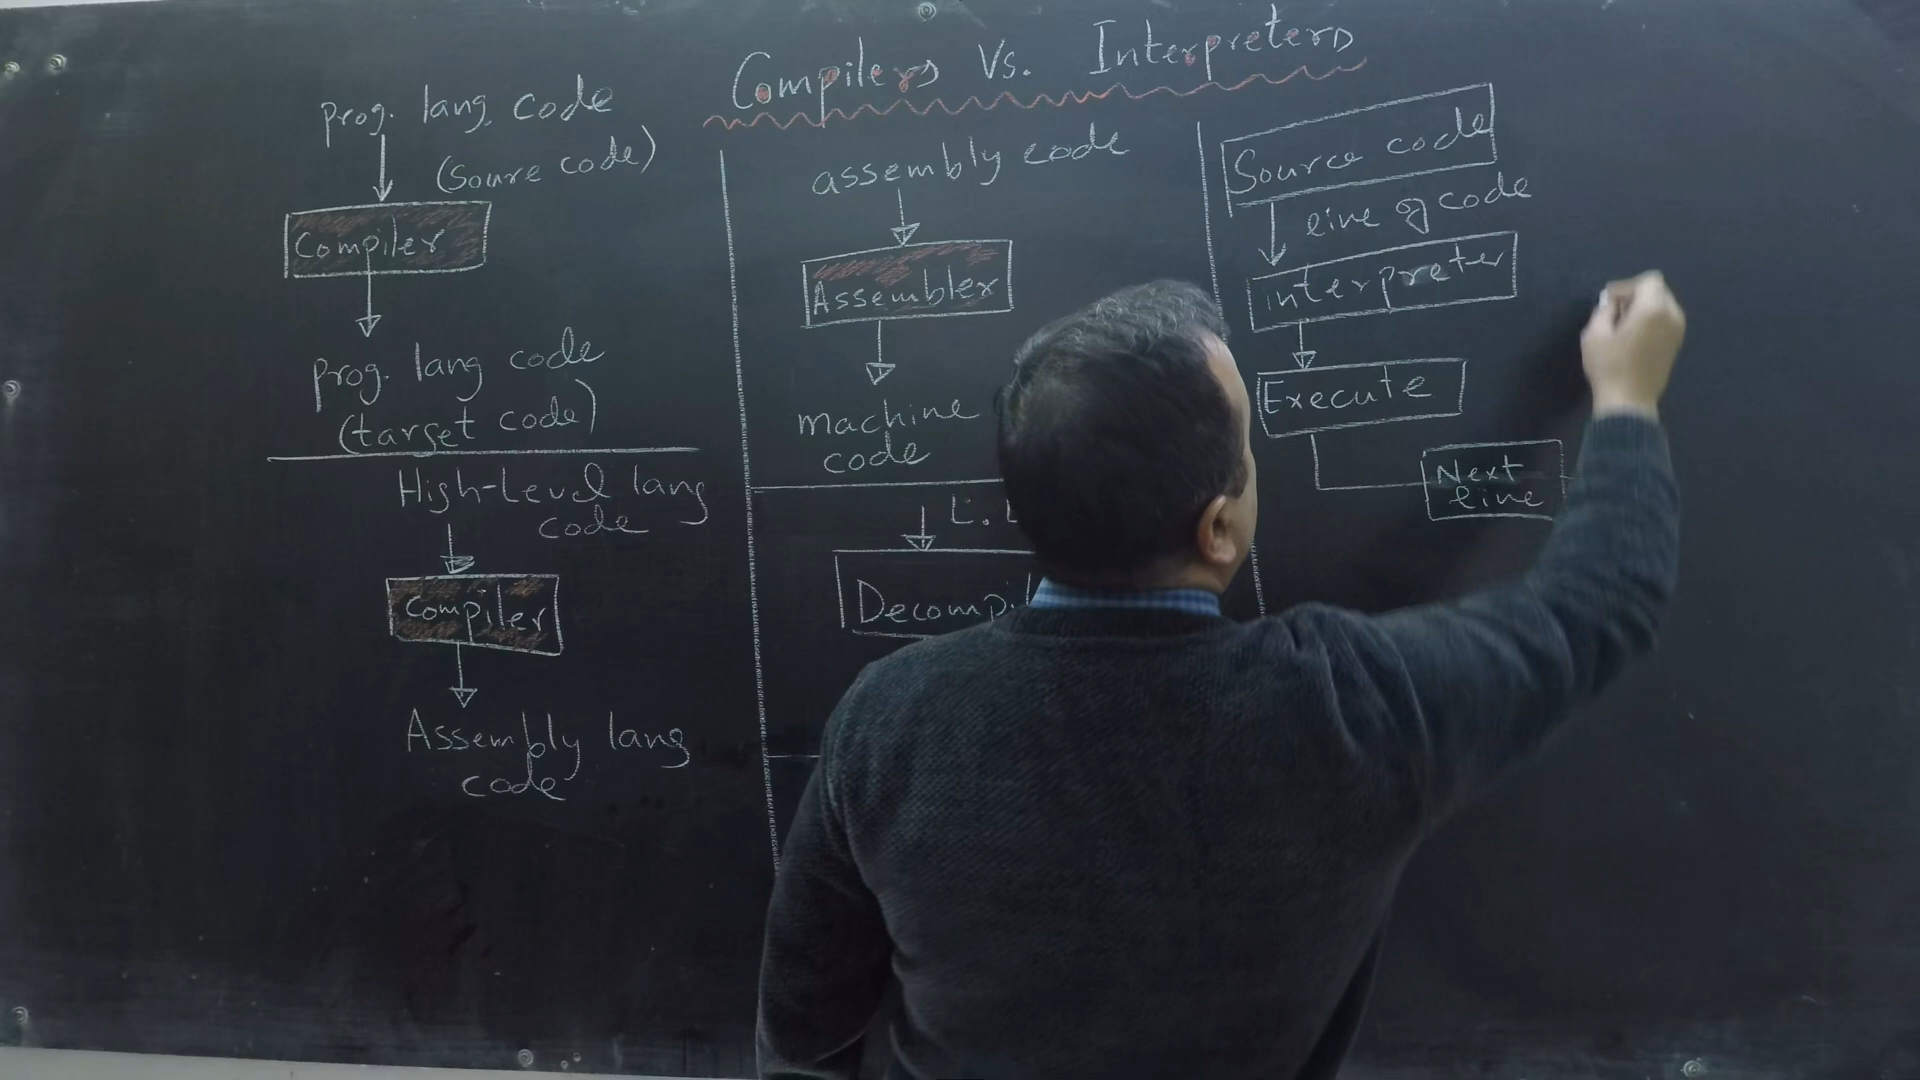 Compilers Vs. Interpreters
prog. lang. code
(Soure code)
Compiler
prog. lang code
(target code)
High-Level lang
code
Compiler
Assembly lang
code
assembly code
Assembler
machine
code
Source code
line of code
interpreter
Execute
Next
line